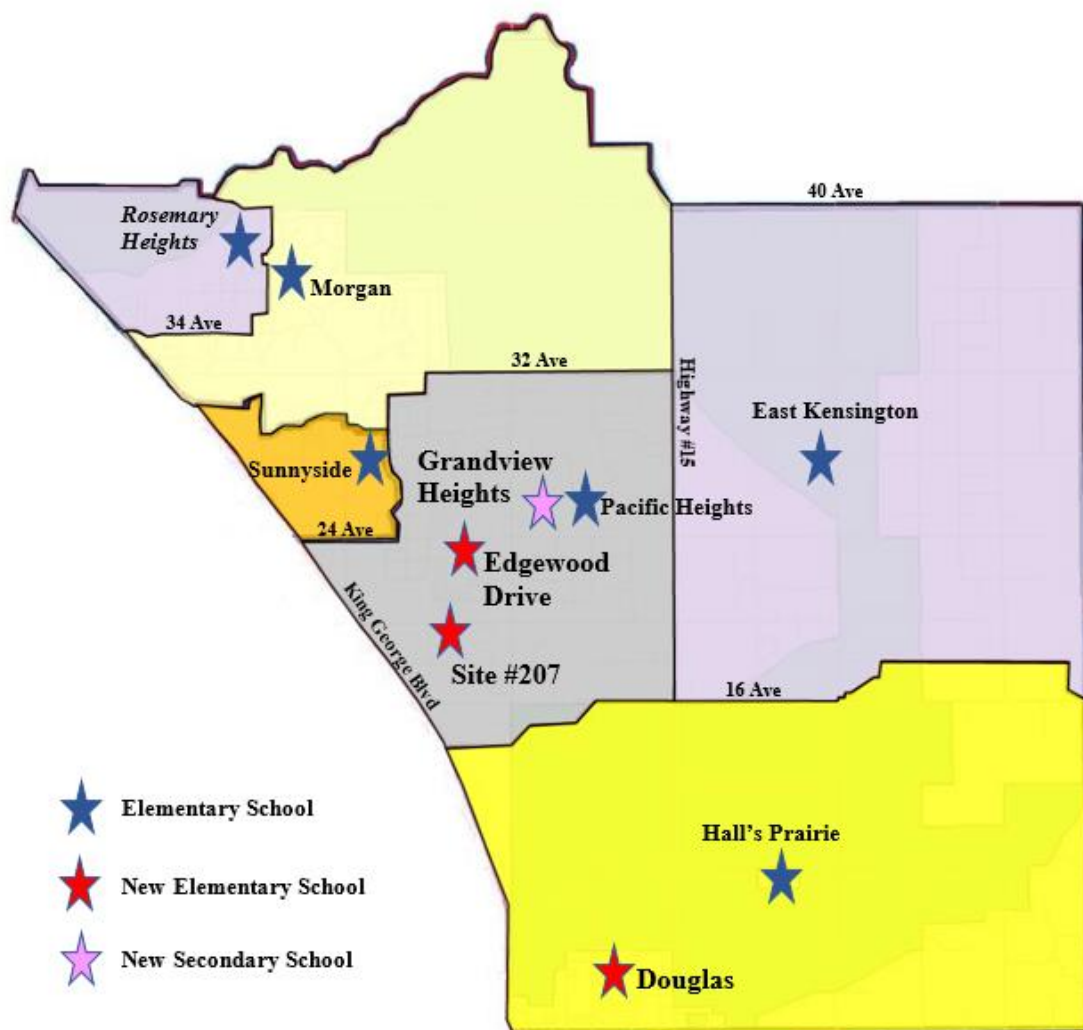 40 Ave
Rosemary
Heights
Morgan
34 Ave
32 Ave
Highway #15
East Kensington
Sunnyside
Grandview
Heights
Pacific Heights
24 Ave
Edgewood
Drive
King George Blvd
Site #207
16 Ave
Elementary School
Hall's Prairie
New Elementary School
New Secondary School
Douglas